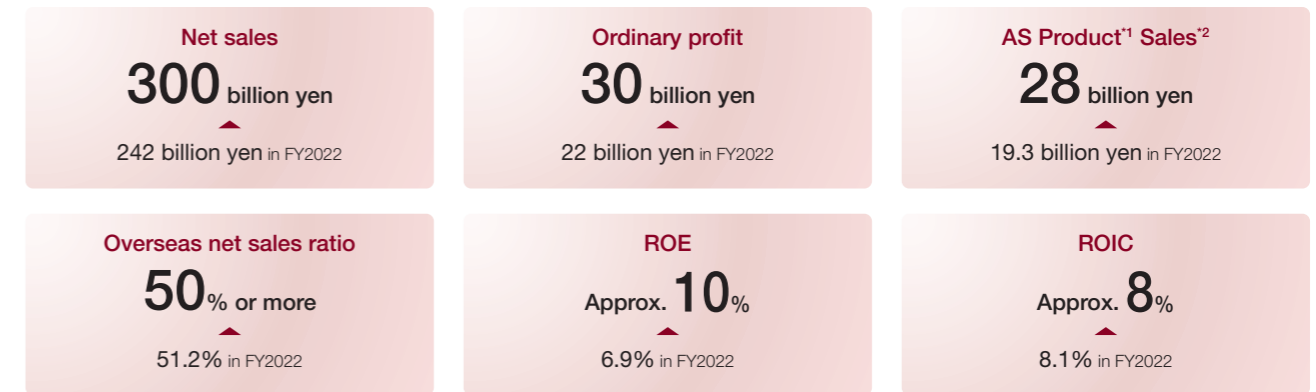 Net sales
300 billion yen
242 billion yen in FY2022
Ordinary profit
30 billion yen
22 billion yen in FY2022
AS Product*1 Sales*2
28 billion yen
19.3 billion yen in FY2022
Overseas net sales ratio
50% or more
51.2% in FY2022
ROE
Approx. 10%
6.9% in FY2022
ROIC
Approx. 8%
8.1% in FY2022